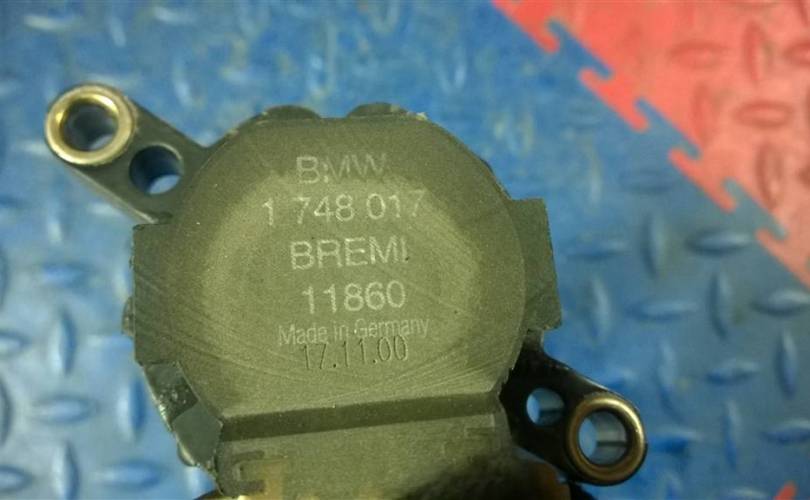 BMW
1 748 017
BREMI
11860
Made in Germany
17.11.00